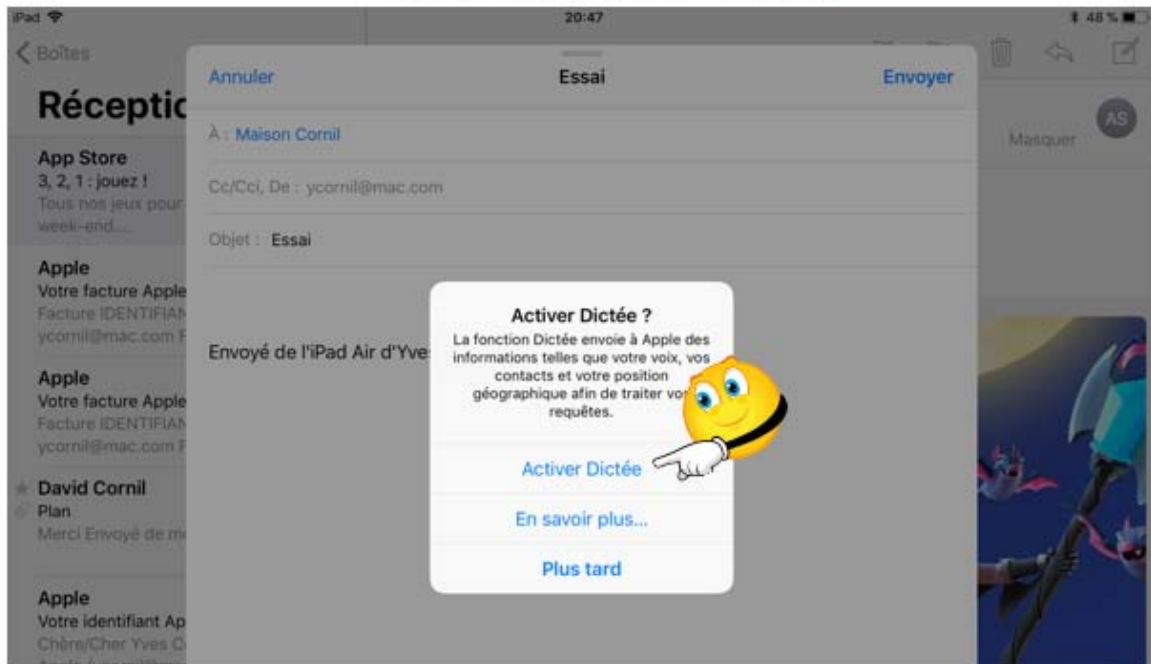 iPad
20:47
48 %
Boîtes
Réceptio
App Store
3, 2, 1 : jouez !
Tous nos jeux pour
week-end....
Apple
Votre facture Apple
Facture IDENTIFIAN
ycornil@mac.com F
Apple
Votre facture Apple
Facture IDENTIFIAN
ycornil@mac.com F
David Cornil
Plan
Merci Envoyé de m
Apple
Votre identifiant Ap
Chère/Cher Yves C
Annuler
Essai
Envoyer
À : Maison Cornil
Cc/Cci, De : ycornil@mac.com
Objet : Essai
Envoyé de l'iPad Air d'Yve
Activer Dictée ?
La fonction Dictée envoie à Apple des
informations telles que votre voix, vos
contacts et votre position
géographique afin de traiter vos
requêtes.
Activer Dictée
En savoir plus...
Plus tard
Masquer
AS